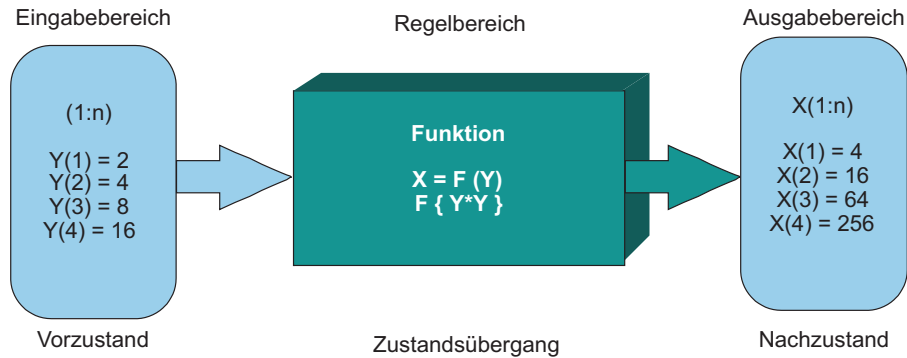 Eingabebereich
Regelbereich
Ausgabebereich
(1:n)
Y(1) = 2
Y(2) = 4
Y(3) = 8
Y(4) = 16
Funktion
X = F (Y)
F { Y*Y }
X(1:n)
X(1) = 4
X(2) = 16
X(3) = 64
X(4) = 256
Vorzustand
Zustandsübergang
Nachzustand